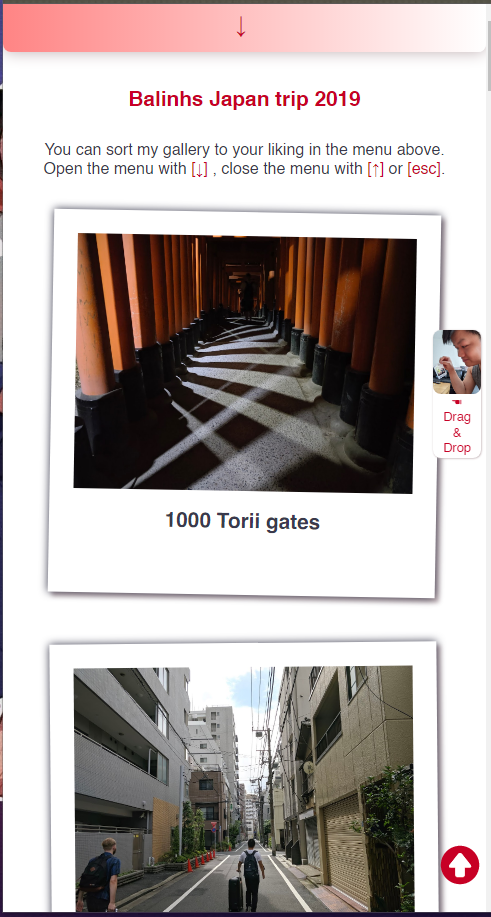 ↓
Balinhs Japan trip 2019
You can sort my gallery to your liking in the menu above.
Open the menu with [↓] , close the menu with [↑] or [esc].
Drag
&
Drop
1000 Torii gates